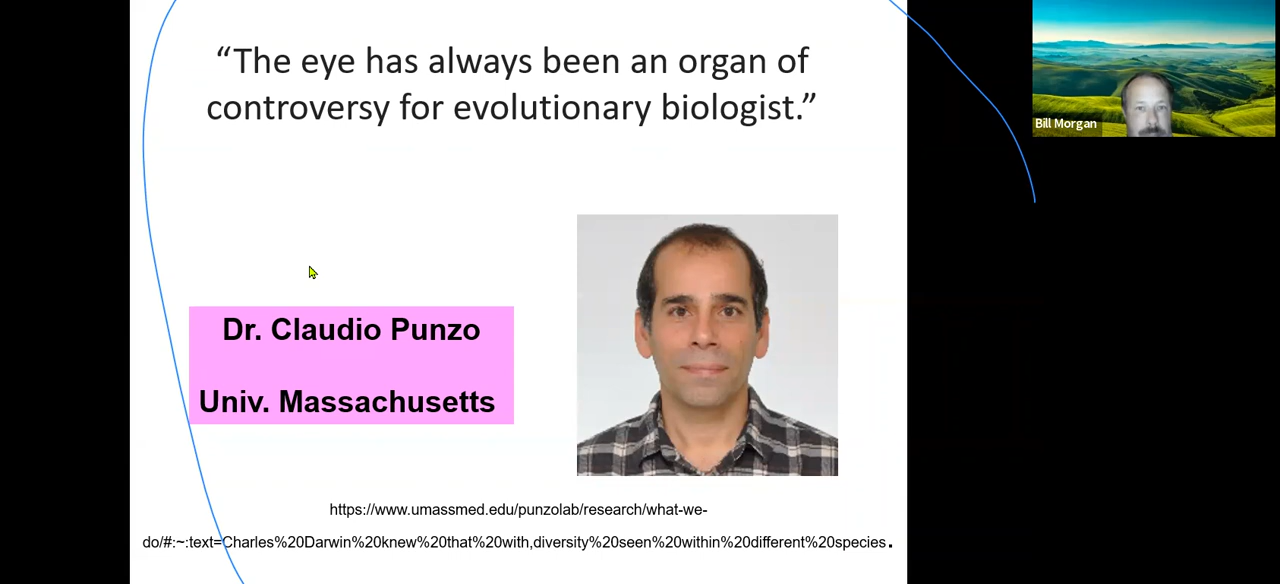 “The eye has always been an organ of
controversy for evolutionary biologist.”
Bill Morgan
Dr. Claudio Punzo
Univ. Massachusetts
https://www.umassmed.edu/punzolab/research/what-we-
do/#:~:text=Charles%20Darwin%20knew%20that%20with,diversity%20seen%20within%20different%20species.